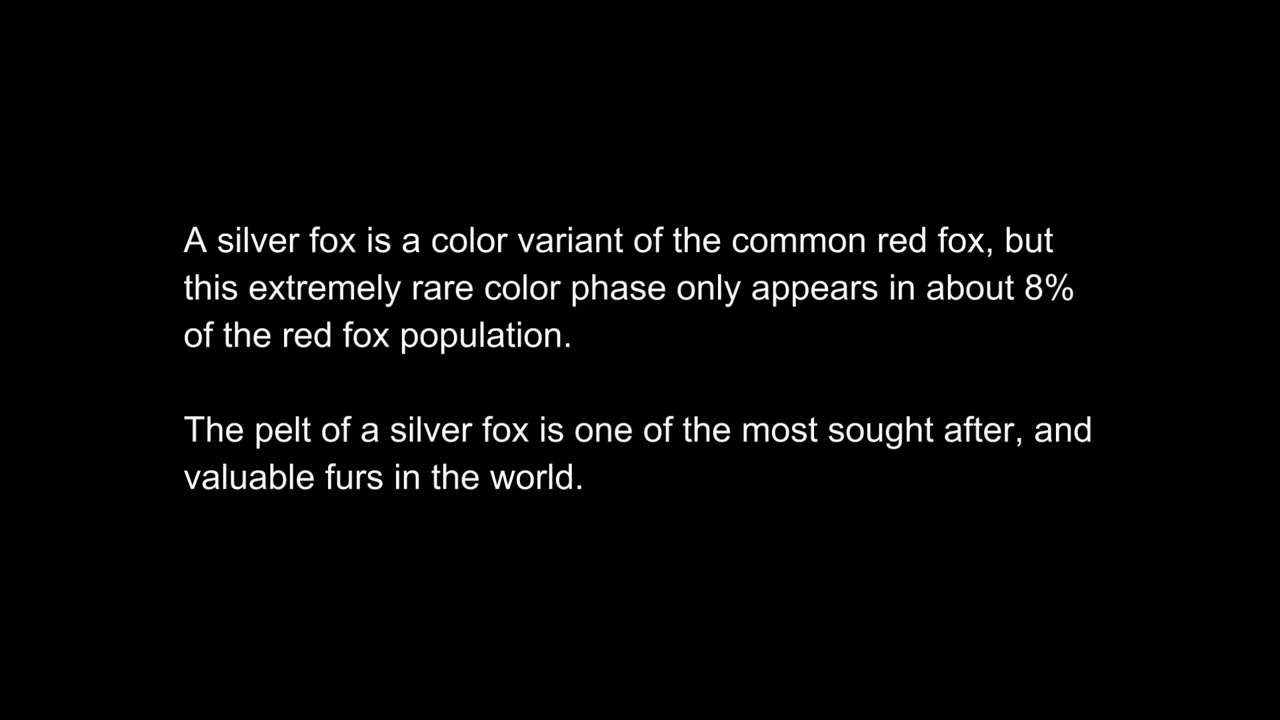 A silver fox is a color variant of the common red fox, but
this extremely rare color phase only appears in about 8%
of the red fox population.
The pelt of a silver fox is one of the most sought after, and
valuable furs in the world.